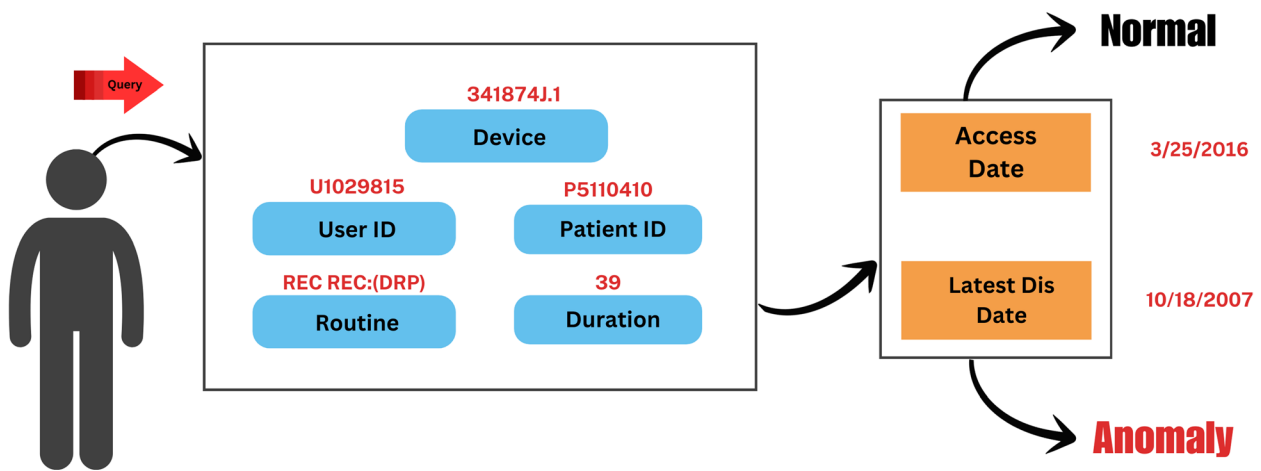 Query
341874J.1
Device
U1029815
User ID
P5110410
Patient ID
REC REC:(DRP)
Routine
39
Duration
Normal
Access
Date
3/25/2016
Latest Dis
Date
10/18/2007
Anomaly